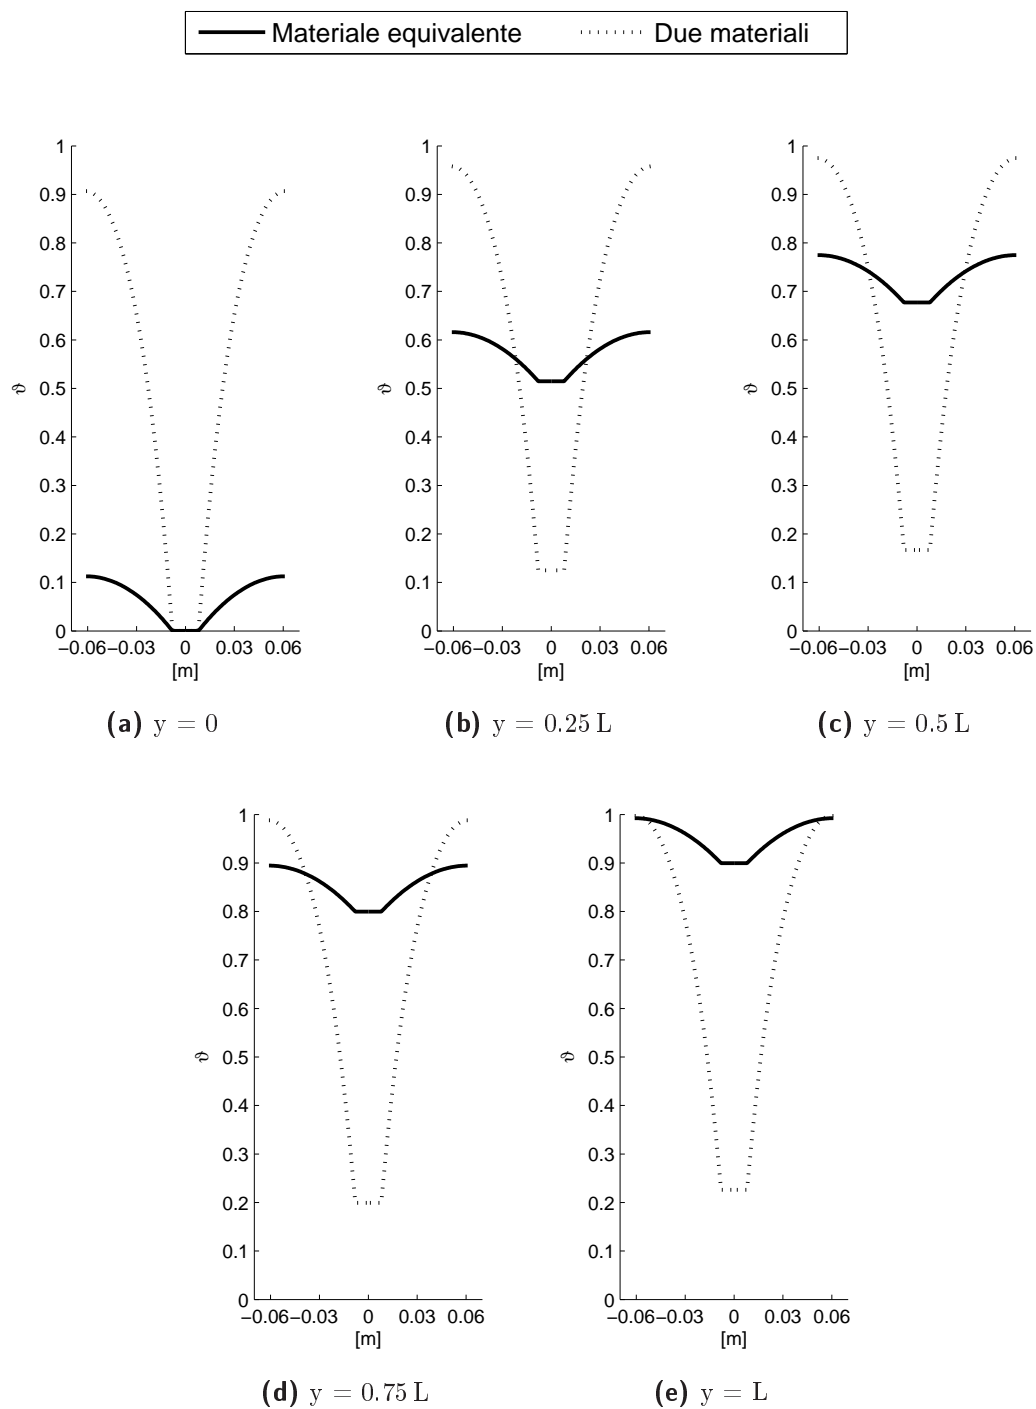 Materiale equivalente Due materiali
1 1 1
0.9 0.9 0.9
0.8 0.8 0.8
0.7 0.7 0.7
0.6 0.6 0.6
ϑ 0.5 ϑ 0.5 ϑ 0.5
0.4 0.4 0.4
0.3 0.3 0.3
0.2 0.2 0.2
0.1 0.1 0.1
0 0 0
−0.06 −0.03 0 0.03 0.06 −0.06 −0.03 0 0.03 0.06 −0.06 −0.03 0 0.03 0.06
[m] [m] [m]
(a) y = 0 (b) y = 0.25 L (c) y = 0.5 L
1 1
0.9 0.9
0.8 0.8
0.7 0.7
0.6 0.6
ϑ 0.5 ϑ 0.5
0.4 0.4
0.3 0.3
0.2 0.2
0.1 0.1
0 0
−0.06 −0.03 0 0.03 0.06 −0.06 −0.03 0 0.03 0.06
[m] [m]
(d) y = 0.75 L (e) y = L